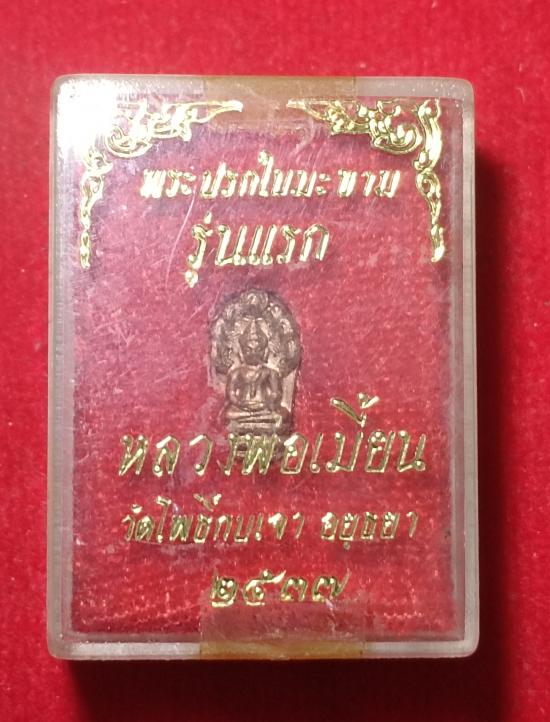 พระปรกใบมะขาม
รุ่นแรก
หลวงพ่อเมี้ยน
วัดโพธิ์กบเจา อยุธยา
๒๕๓๗